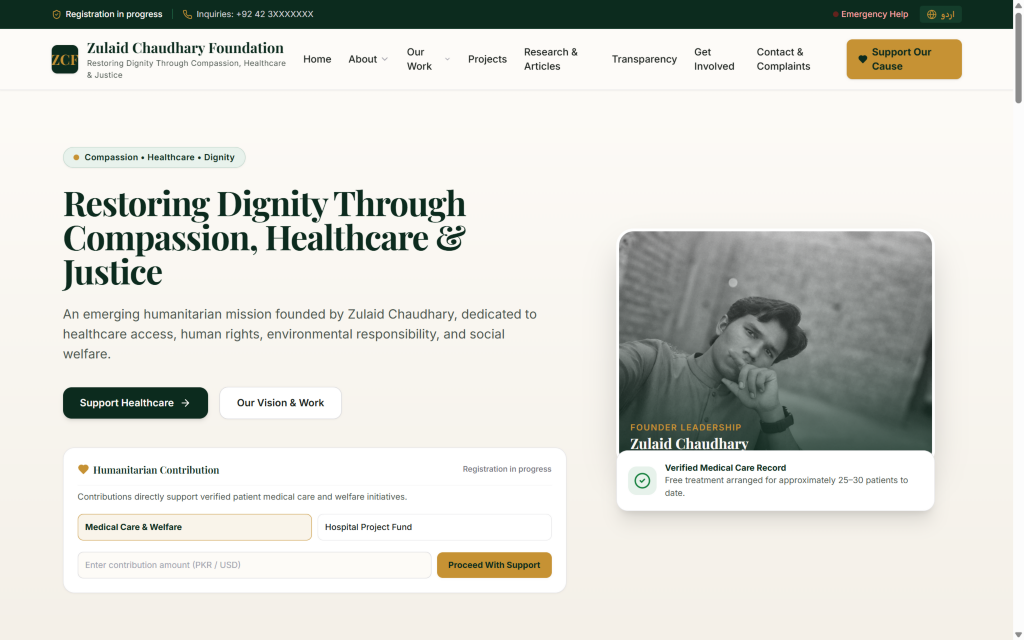 Registration in progress
Inquiries: +92 42 3XXXXXXX
Emergency Help
اردو
ZCF
Zulaid Chaudhary Foundation
Restoring Dignity Through Compassion, Healthcare
& Justice
Home
About
Our
Work
Projects
Research &
Articles
Transparency
Get
Involved
Contact &
Complaints
Support Our
Cause
Compassion • Healthcare • Dignity
Restoring Dignity Through
Compassion, Healthcare &
Justice
An emerging humanitarian mission founded by Zulaid Chaudhary, dedicated to
healthcare access, human rights, environmental responsibility, and social
welfare.
Support Healthcare
Our Vision & Work
Humanitarian Contribution
Registration in progress
Contributions directly support verified patient medical care and welfare initiatives.
Medical Care & Welfare
Hospital Project Fund
Enter contribution amount (PKR / USD)
Proceed With Support
FOUNDER LEADERSHIP
Zulaid Chaudhary
Verified Medical Care Record
Free treatment arranged for approximately 25–30 patients to
date.